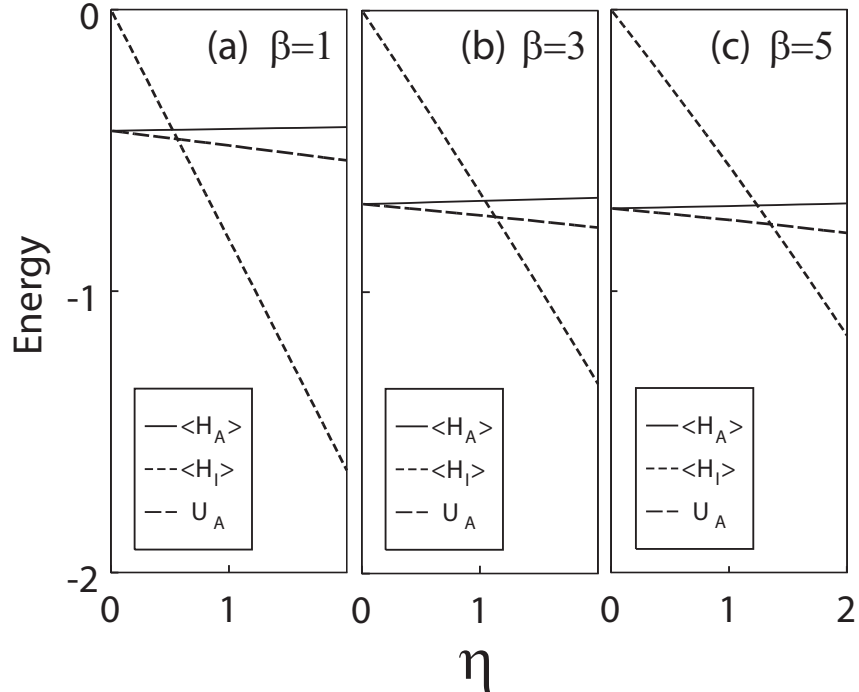 0
(a) β=1
(b) β=3
(c) β=5
Energy
-1
-2
<H_A>
<H_I>
U_A
<H_A>
<H_I>
U_A
<H_A>
<H_I>
U_A
0 1 0 1 0 1 2
η